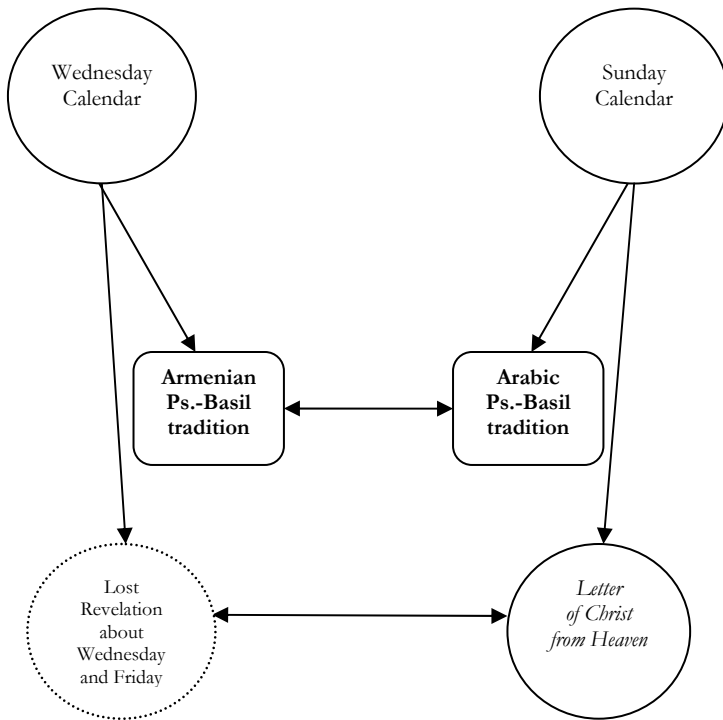 Wednesday
Calendar
Sunday
Calendar
Armenian
Ps.-Basil
tradition
Arabic
Ps.-Basil
tradition
Lost
Revelation
about
Wednesday
and Friday
Letter
of Christ
from Heaven